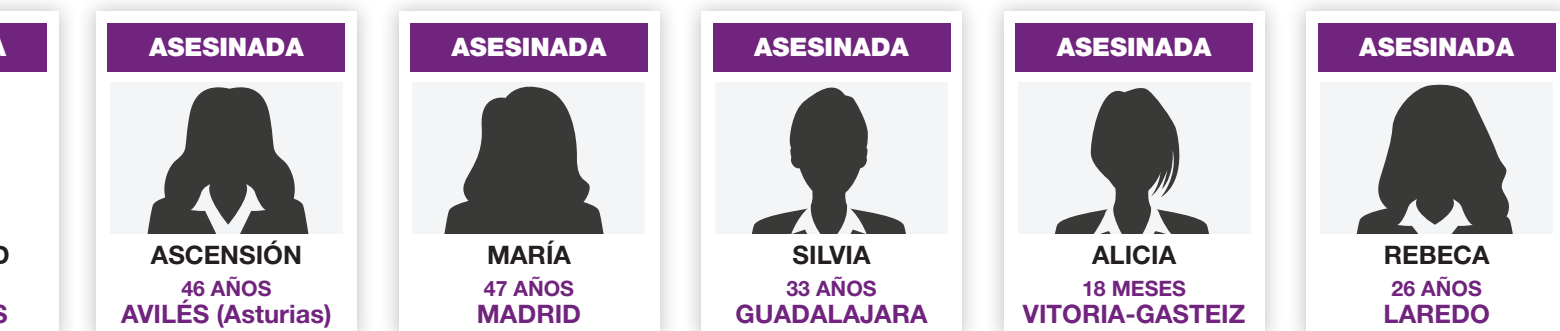 ASESINADA
ASCENSIÓN
46 AÑOS
AVILÉS (Asturias)
ASESINADA
MARÍA
47 AÑOS
MADRID
ASESINADA
SILVIA
33 AÑOS
GUADALAJARA
ASESINADA
ALICIA
18 MESES
VITORIA-GASTEIZ
ASESINADA
REBECA
26 AÑOS
LAREDO